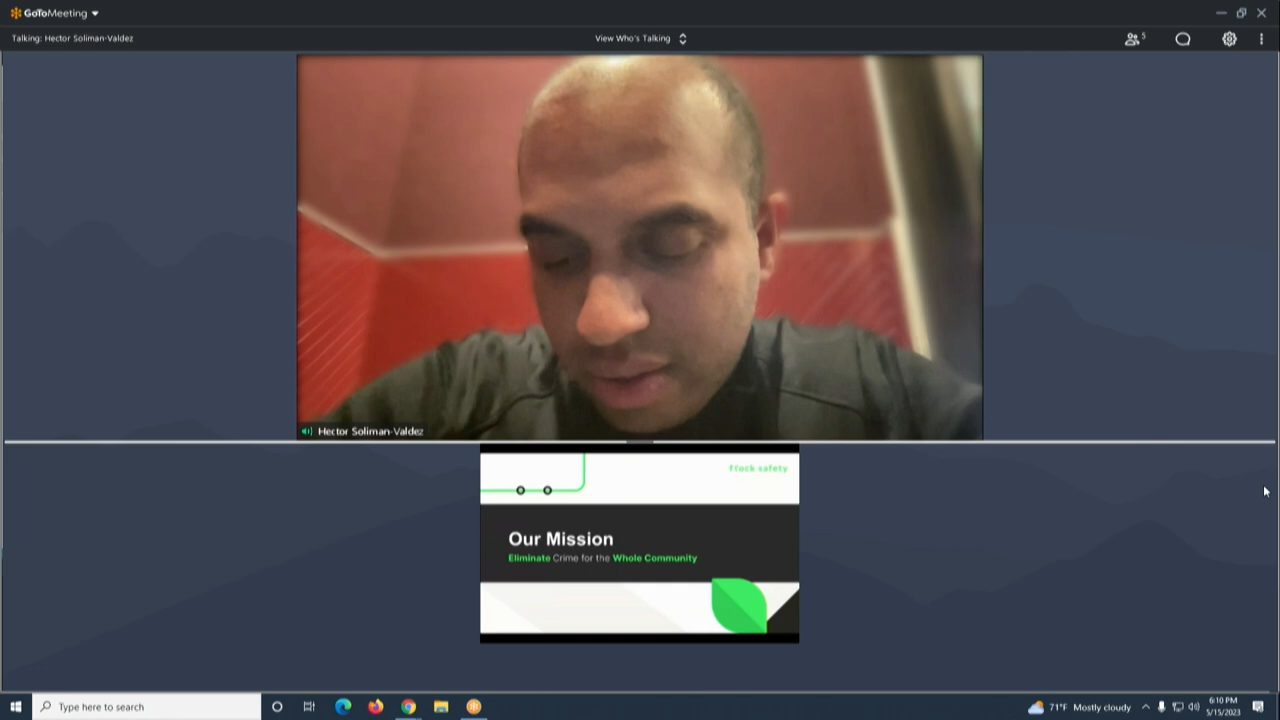 GoToMeeting
Talking: Hector Soliman-Valdez
View Who's Talking
5
Hector Soliman-Valdez
flock safety
Our Mission
Eliminate Crime for the Whole Community
Type here to search
71°F Mostly cloudy
6:10 PM
5/15/2023